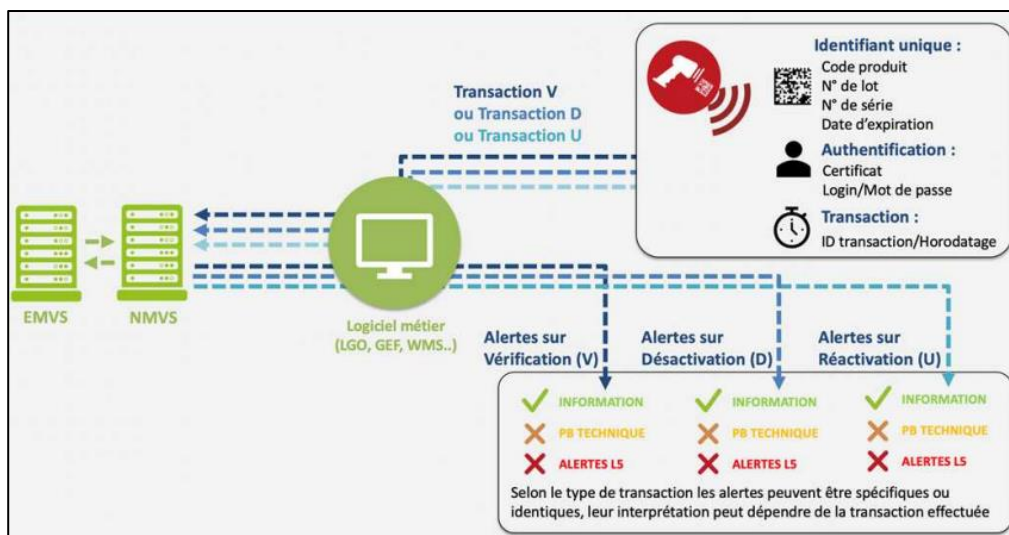 Identifiant unique :
Code produit
N° de lot
N° de série
Date d'expiration
Authentification :
Certificat
Login/Mot de passe
Transaction :
ID transaction/Horodatage
Transaction V
ou Transaction D
ou Transaction U
EMVS
NMVS
Logiciel métier
(LGO, GEF, WMS..)
Alertes sur
Vérification (V)
Alertes sur
Désactivation (D)
Alertes sur
Réactivation (U)
INFORMATION
PB TECHNIQUE
ALERTES L5
INFORMATION
PB TECHNIQUE
ALERTES L5
INFORMATION
PB TECHNIQUE
ALERTES L5
Selon le type de transaction les alertes peuvent être spécifiques ou
identiques, leur interprétation peut dépendre de la transaction effectuée